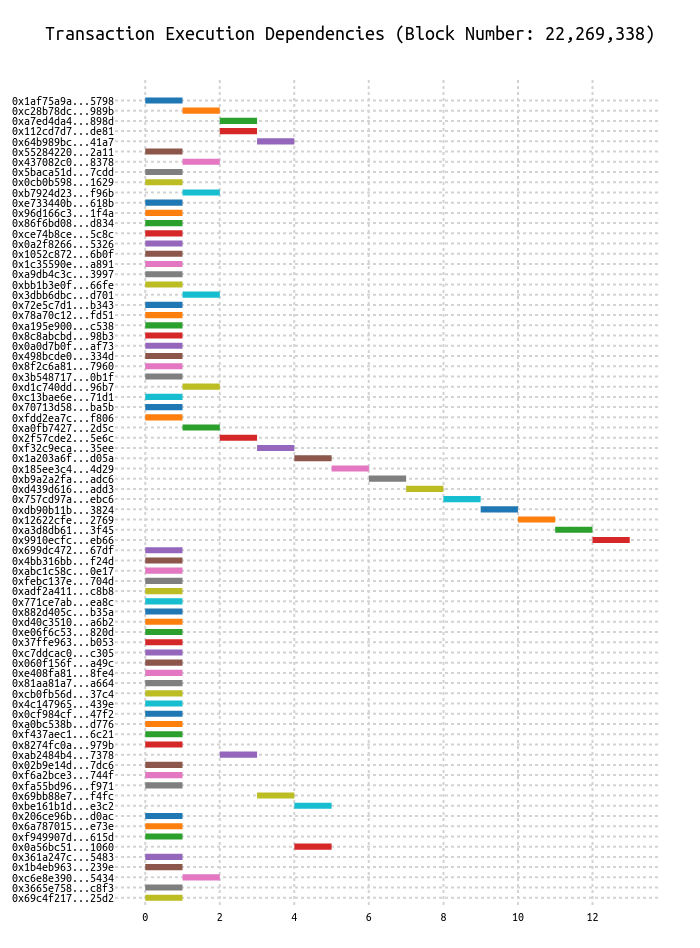 Transaction Execution Dependencies (Block Number: 22,269,338)
0x1af75a9a...5798
0xc28b78dc...989b
0xa7ed4da4...898d
0x112cd7d7...de81
0x64b989bc...41a7
0x55284220...2a11
0x437082c0...8378
0x5baca51d...7cdd
0x0cb0b598...1629
0xb7924d23...f96b
0xe733440b...618b
0x96d166c3...1f4a
0x86f6bd08...d834
0xce74b8ce...5c8c
0x0a2f8266...5326
0x1052c872...6b0f
0x1c35590e...a891
0xa9db4c3c...3997
0xbb1b3e0f...66fe
0x3dbb6dbc...d701
0x72e5c7d1...b343
0x78a70c12...fd51
0xa195e900...c538
0x8c8abcbd...98b3
0x0a0d7b0f...af73
0x498bcde0...334d
0x8f2c6a81...7960
0x3b548717...0b1f
0xd1c740dd...96b7
0xc13bae6e...71d1
0x70713d58...ba5b
0xfdd2ea7c...f806
0xa0fb7427...2d5c
0x2f57cde2...5e6c
0xf32c9eca...35ee
0x1a203a6f...d05a
0x185ee3c4...4d29
0xb9a2a2fa...adc6
0xd439d616...add3
0x757cd97a...ebc6
0xdb90b11b...3824
0x12622cfe...2769
0xa3d8db61...3f45
0x9910ecfc...eb66
0x699dc472...67df
0x4bb316bb...f24d
0xabc1c58c...0e17
0xfebc137e...704d
0xadf2a411...c8b8
0x771ce7ab...ea8c
0x882d405c...b35a
0xd40c3510...a6b2
0xe06f6c53...820d
0x37ffe963...b053
0xc7ddcac0...c305
0x060f156f...a49c
0xe408fa81...8fe4
0x81aa81a7...a664
0xcb0fb56d...37c4
0x4c147965...439e
0x0cf984cf...47f2
0xa0bc538b...d776
0xf437aec1...6c21
0x8274fc0a...979b
0xab2484b4...7378
0x02b9e14d...7dc6
0xf6a2bce3...744f
0xfa55bd96...f971
0x69bb88e7...f4fc
0xbe161b1d...e3c2
0x206ce96b...d0ac
0x6a787015...e73e
0xf949907d...615d
0x0a56bc51...1060
0x361a247c...5483
0x1b4eb963...239e
0xc6e8e390...5434
0x3665e758...c8f3
0x69c4f217...25d2
0 2 4 6 8 10 12